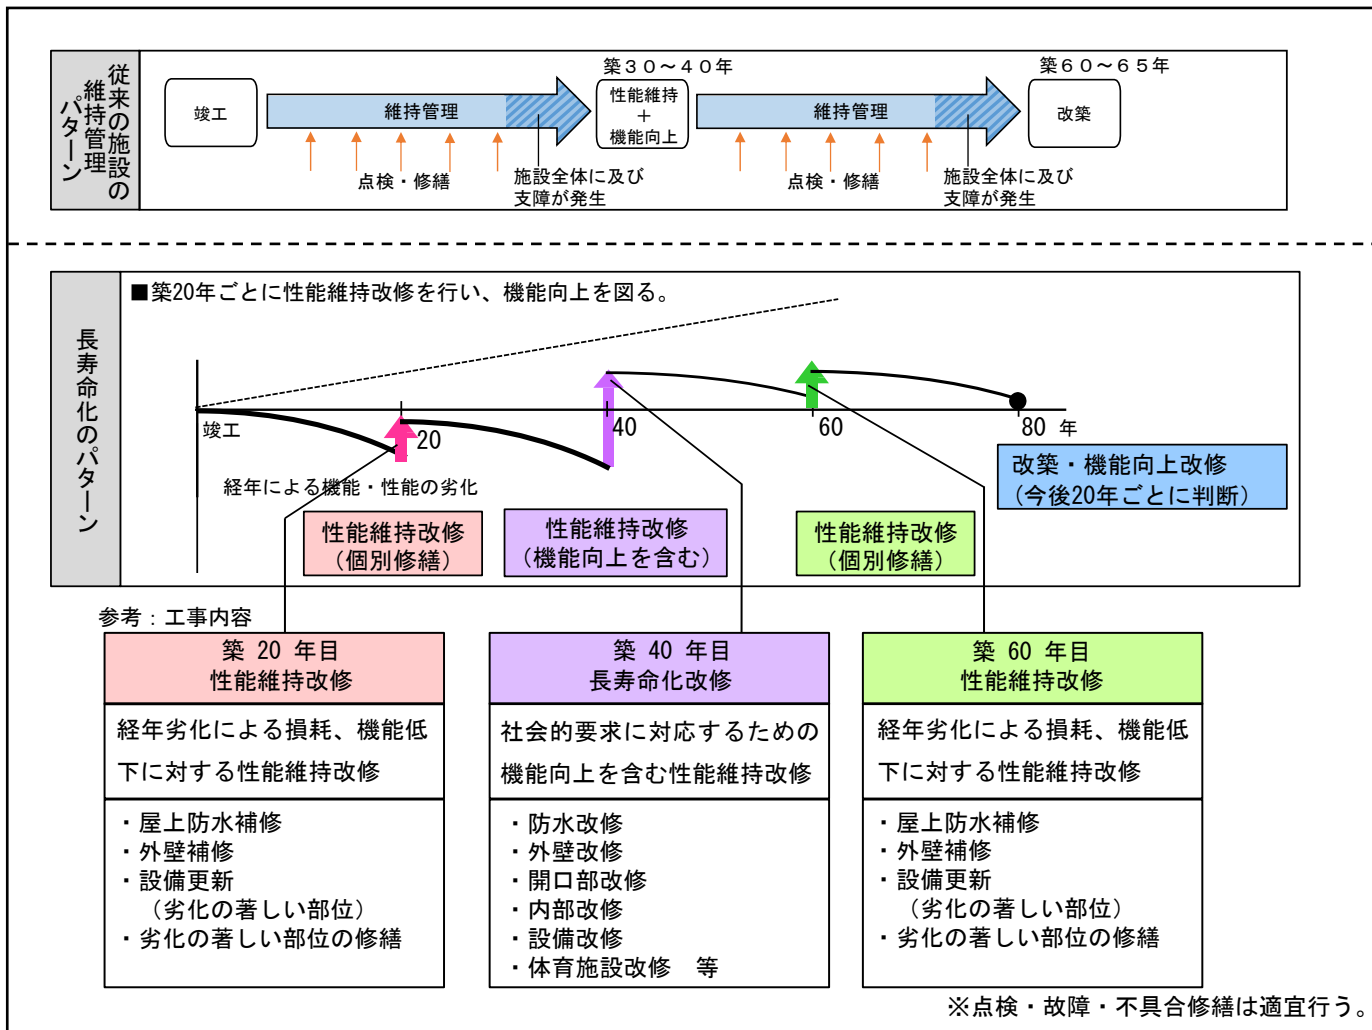 従来の施設の
維持管理
パターン
竣工
維持管理
点検・修繕
施設全体に及び
支障が発生
築３０～４０年
性能維持
＋
機能向上
維持管理
点検・修繕
施設全体に及び
支障が発生
築６０～６５年
改築
長寿命化のパターン
■築20年ごとに性能維持改修を行い、機能向上を図る。
竣工
20
40
60
80 年
経年による機能・性能の劣化
改築・機能向上改修
（今後20年ごとに判断）
性能維持改修
（個別修繕）
性能維持改修
（機能向上を含む）
性能維持改修
（個別修繕）
参考：工事内容
築 20 年目
性能維持改修
経年劣化による損耗、機能低
下に対する性能維持改修
・屋上防水補修
・外壁補修
・設備更新
（劣化の著しい部位）
・劣化の著しい部位の修繕
築 40 年目
長寿命化改修
社会的要求に対応するための
機能向上を含む性能維持改修
・防水改修
・外壁改修
・開口部改修
・内部改修
・設備改修
・体育施設改修　等
築 60 年目
性能維持改修
経年劣化による損耗、機能低
下に対する性能維持改修
・屋上防水補修
・外壁補修
・設備更新
（劣化の著しい部位）
・劣化の著しい部位の修繕
※点検・故障・不具合修繕は適宜行う。